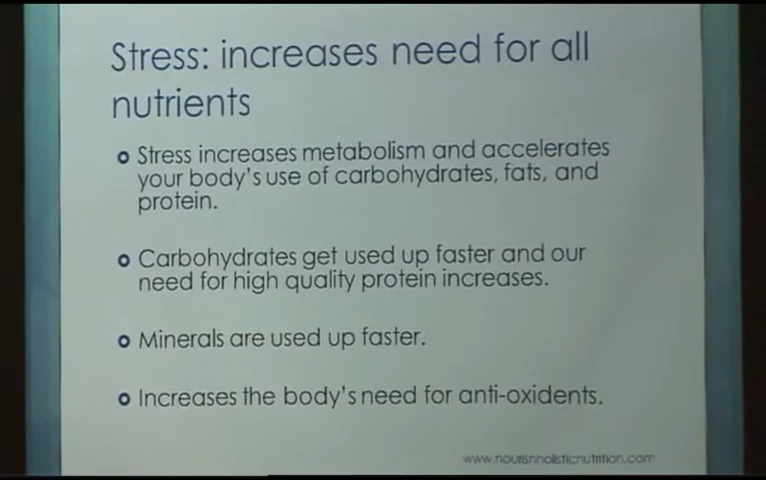 Stress: increases need for all
nutrients
Stress increases metabolism and accelerates
your body's use of carbohydrates, fats, and
protein.
Carbohydrates get used up faster and our
need for high quality protein increases.
Minerals are used up faster.
Increases the body's need for anti-oxidents.
www.nourishholisticnutrition.com